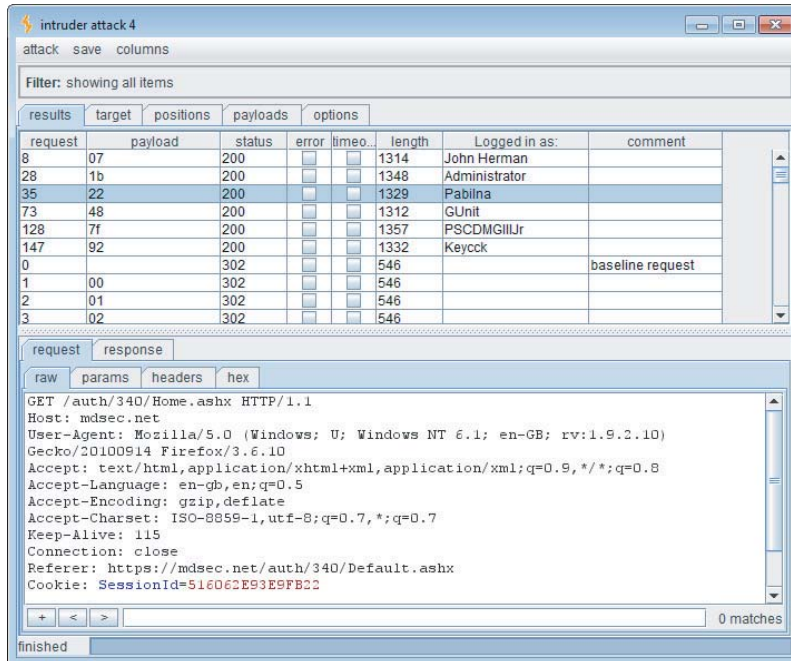 intruder attack 4
attack save columns
Filter: showing all items
results target positions payloads options
request payload status error timeo... length Logged in as: comment
8 07 200 1314 John Herman
28 1b 200 1348 Administrator
35 22 200 1329 Pabilna
73 48 200 1312 GUnit
128 7f 200 1357 PSCDMGIIIJr
147 92 200 1332 Keycck
0 302 546 baseline request
1 00 302 546
2 01 302 546
3 02 302 546
request response
raw params headers hex
GET /auth/340/Home.ashx HTTP/1.1
Host: mdsec.net
User-Agent: Mozilla/5.0 (Windows; U; Windows NT 6.1; en-GB; rv:1.9.2.10)
Gecko/20100914 Firefox/3.6.10
Accept: text/html,application/xhtml+xml,application/xml;q=0.9,*/*;q=0.8
Accept-Language: en-gb,en;q=0.5
Accept-Encoding: gzip,deflate
Accept-Charset: ISO-8859-1,utf-8;q=0.7,*;q=0.7
Keep-Alive: 115
Connection: close
Referer: https://mdsec.net/auth/340/Default.ashx
Cookie: SessionId=516062E93E9FB22
+ < > 0 matches
finished